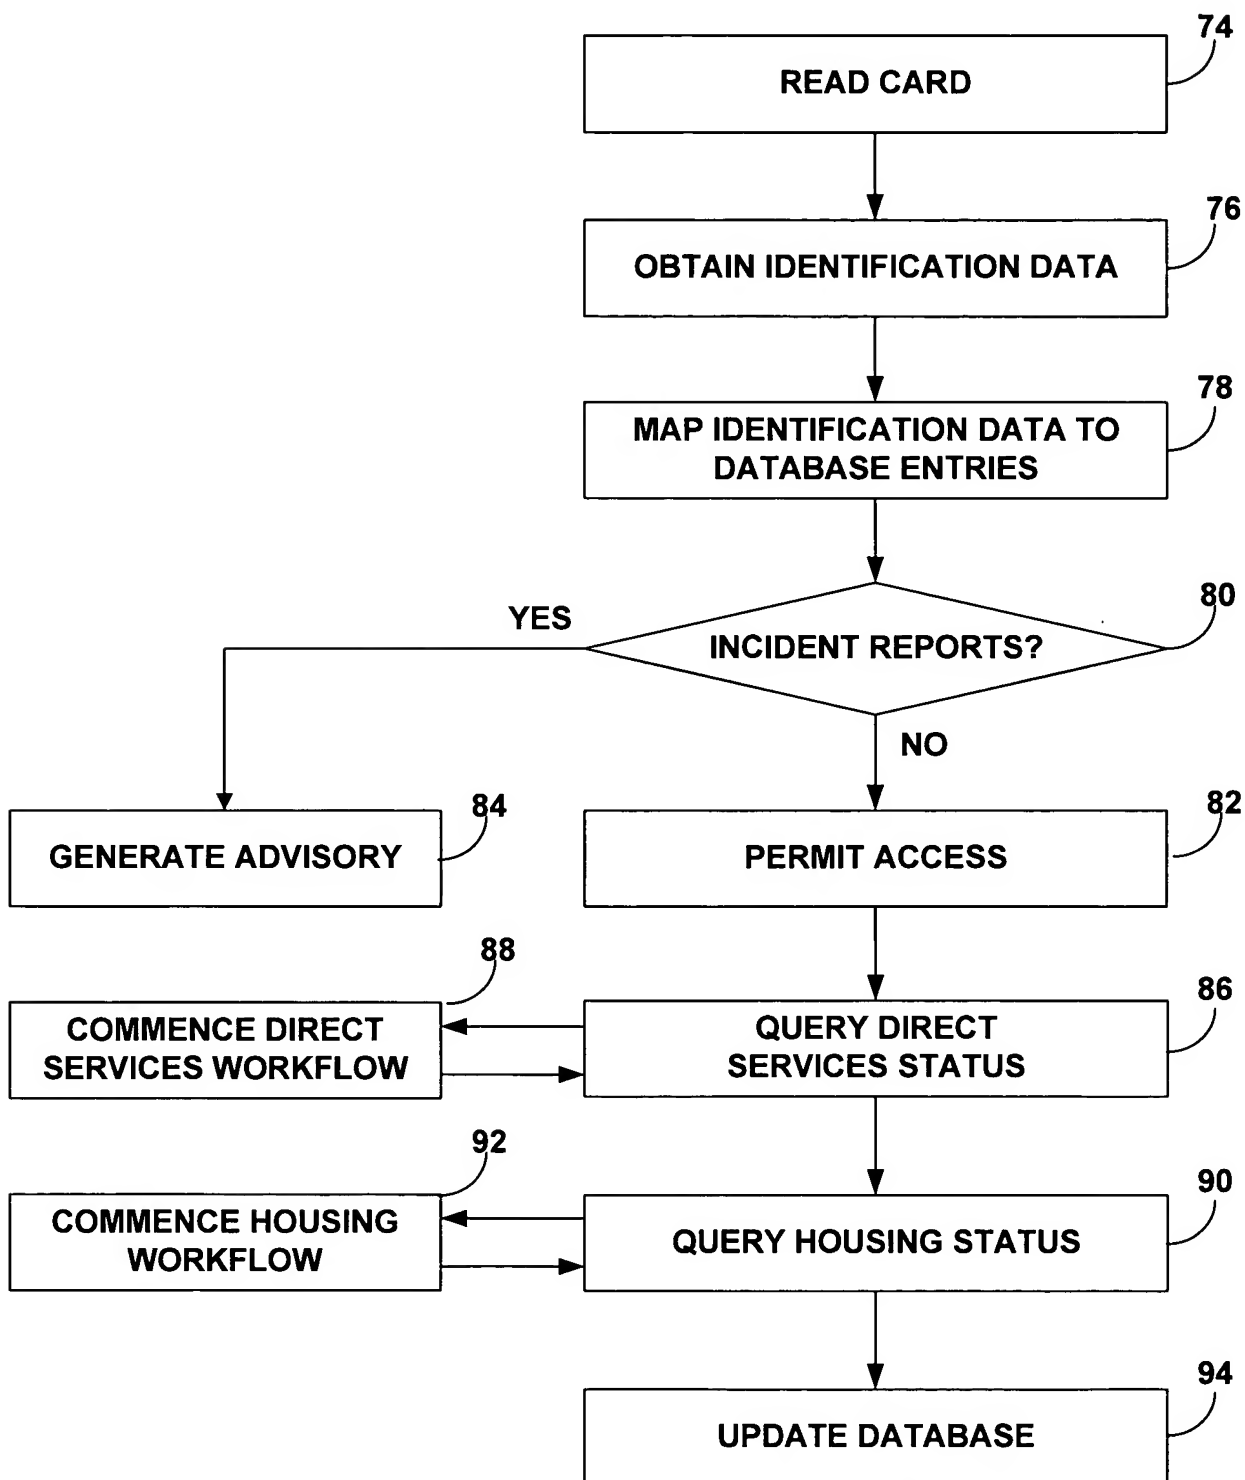 74
READ CARD
76
OBTAIN IDENTIFICATION DATA
78
MAP IDENTIFICATION DATA TO
DATABASE ENTRIES
80
YES
INCIDENT REPORTS?
NO
84
GENERATE ADVISORY
82
PERMIT ACCESS
88
COMMENCE DIRECT
SERVICES WORKFLOW
86
QUERY DIRECT
SERVICES STATUS
92
COMMENCE HOUSING
WORKFLOW
90
QUERY HOUSING STATUS
94
UPDATE DATABASE